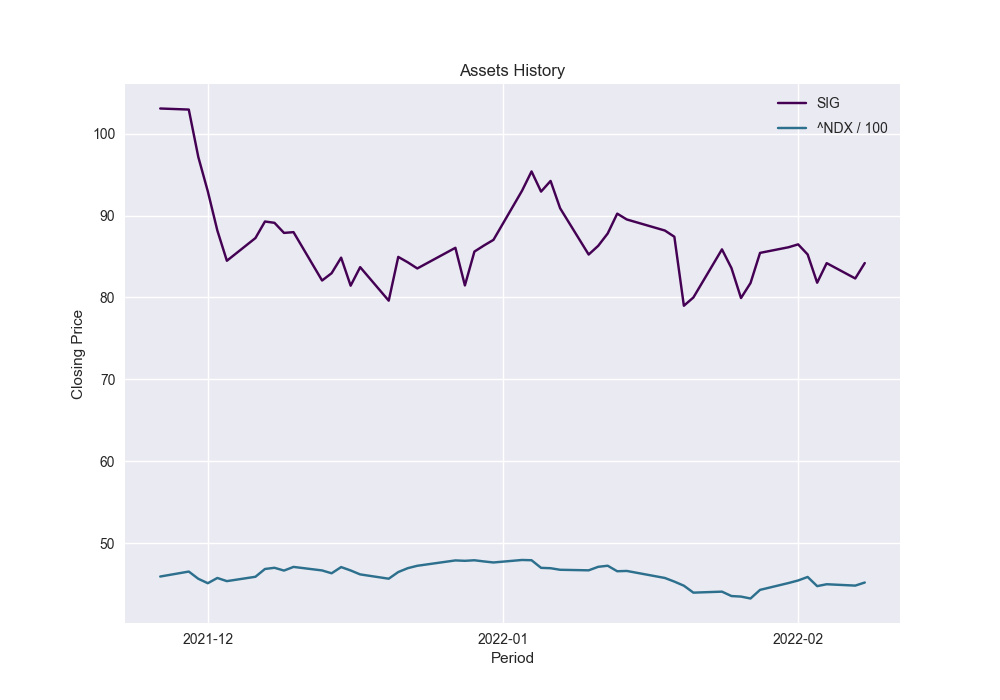 Assets History
SIG
^NDX / 100
Closing Price
100
90
80
70
60
50
2021-12
2022-01
2022-02
Period